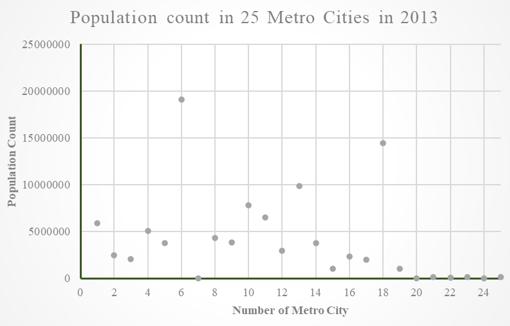 Population count in 25 Metro Cities in 2013
25000000
20000000
15000000
10000000
5000000
0
Population Count
0 2 4 6 8 10 12 14 16 18 20 22 24
Number of Metro City